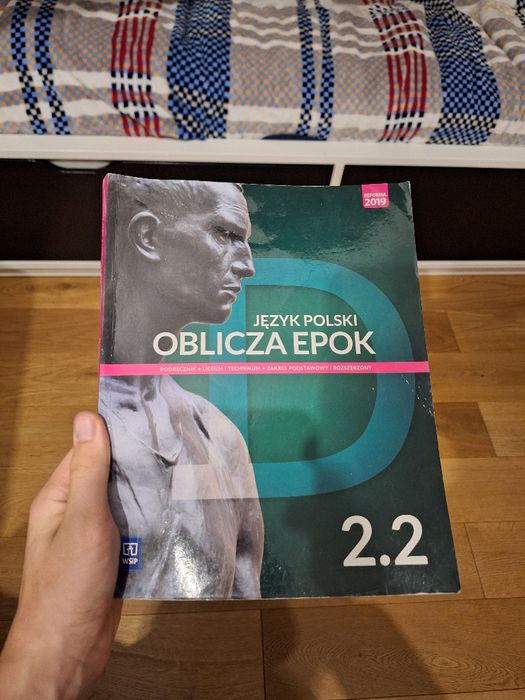 REFORMA
2019
JĘZYK POLSKI
OBLICZA EPOK
PODRĘCZNIK • LICEUM I TECHNIKUM • ZAKRES PODSTAWOWY I ROZSZERZONY
2.2
WSiP